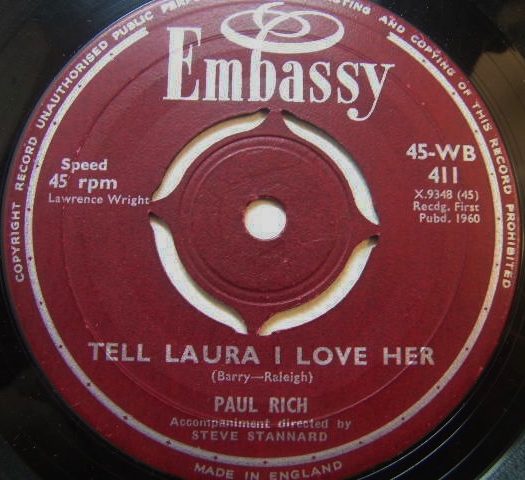 COPYRIGHT RECORD UNAUTHORISED PUBLIC PERF
STING AND COPYING OF THIS RECORD PROHIBITED
Embassy
Speed
45 rpm
Lawrence Wright
45-WB
411
X.9348 (45)
Recdg. First
Pubd. 1960
TELL LAURA I LOVE HER
(Barry—Raleigh)
PAUL RICH
Accompaniment directed by
STEVE STANNARD
MADE IN ENGLAND